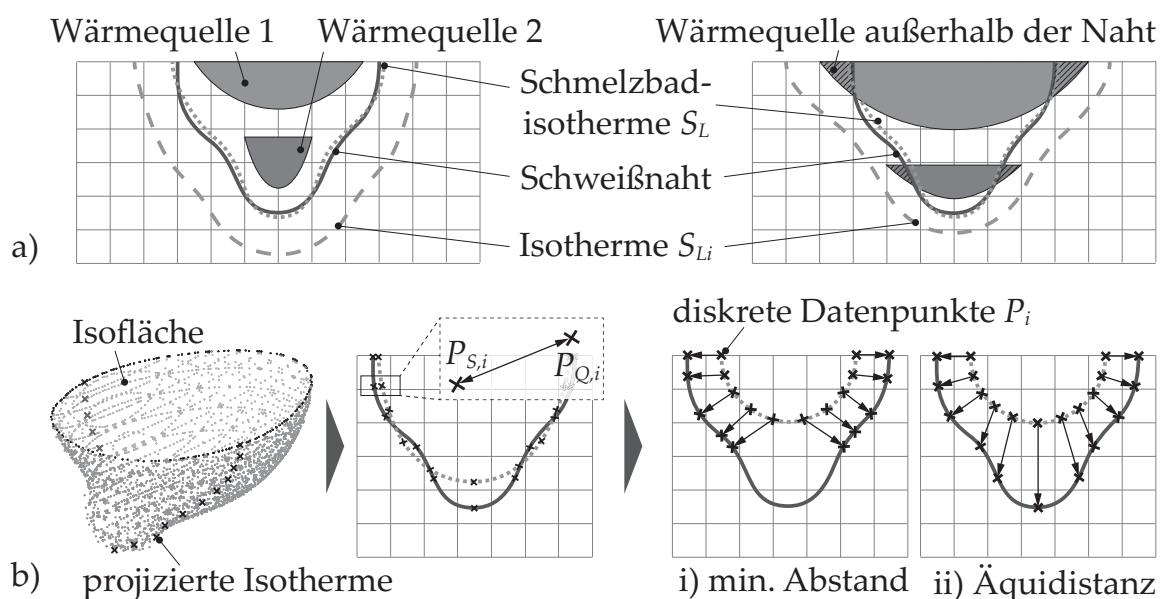 Wärmequelle 1
Wärmequelle 2
Wärmequelle außerhalb der Naht
Schmelzbad-
isotherme S_L
Schweißnaht
Isotherme S_Li
a)
diskrete Datenpunkte P_i
Isofläche
P_S,i
P_Q,i
b)
projizierte Isotherme
i) min. Abstand
ii) Äquidistanz